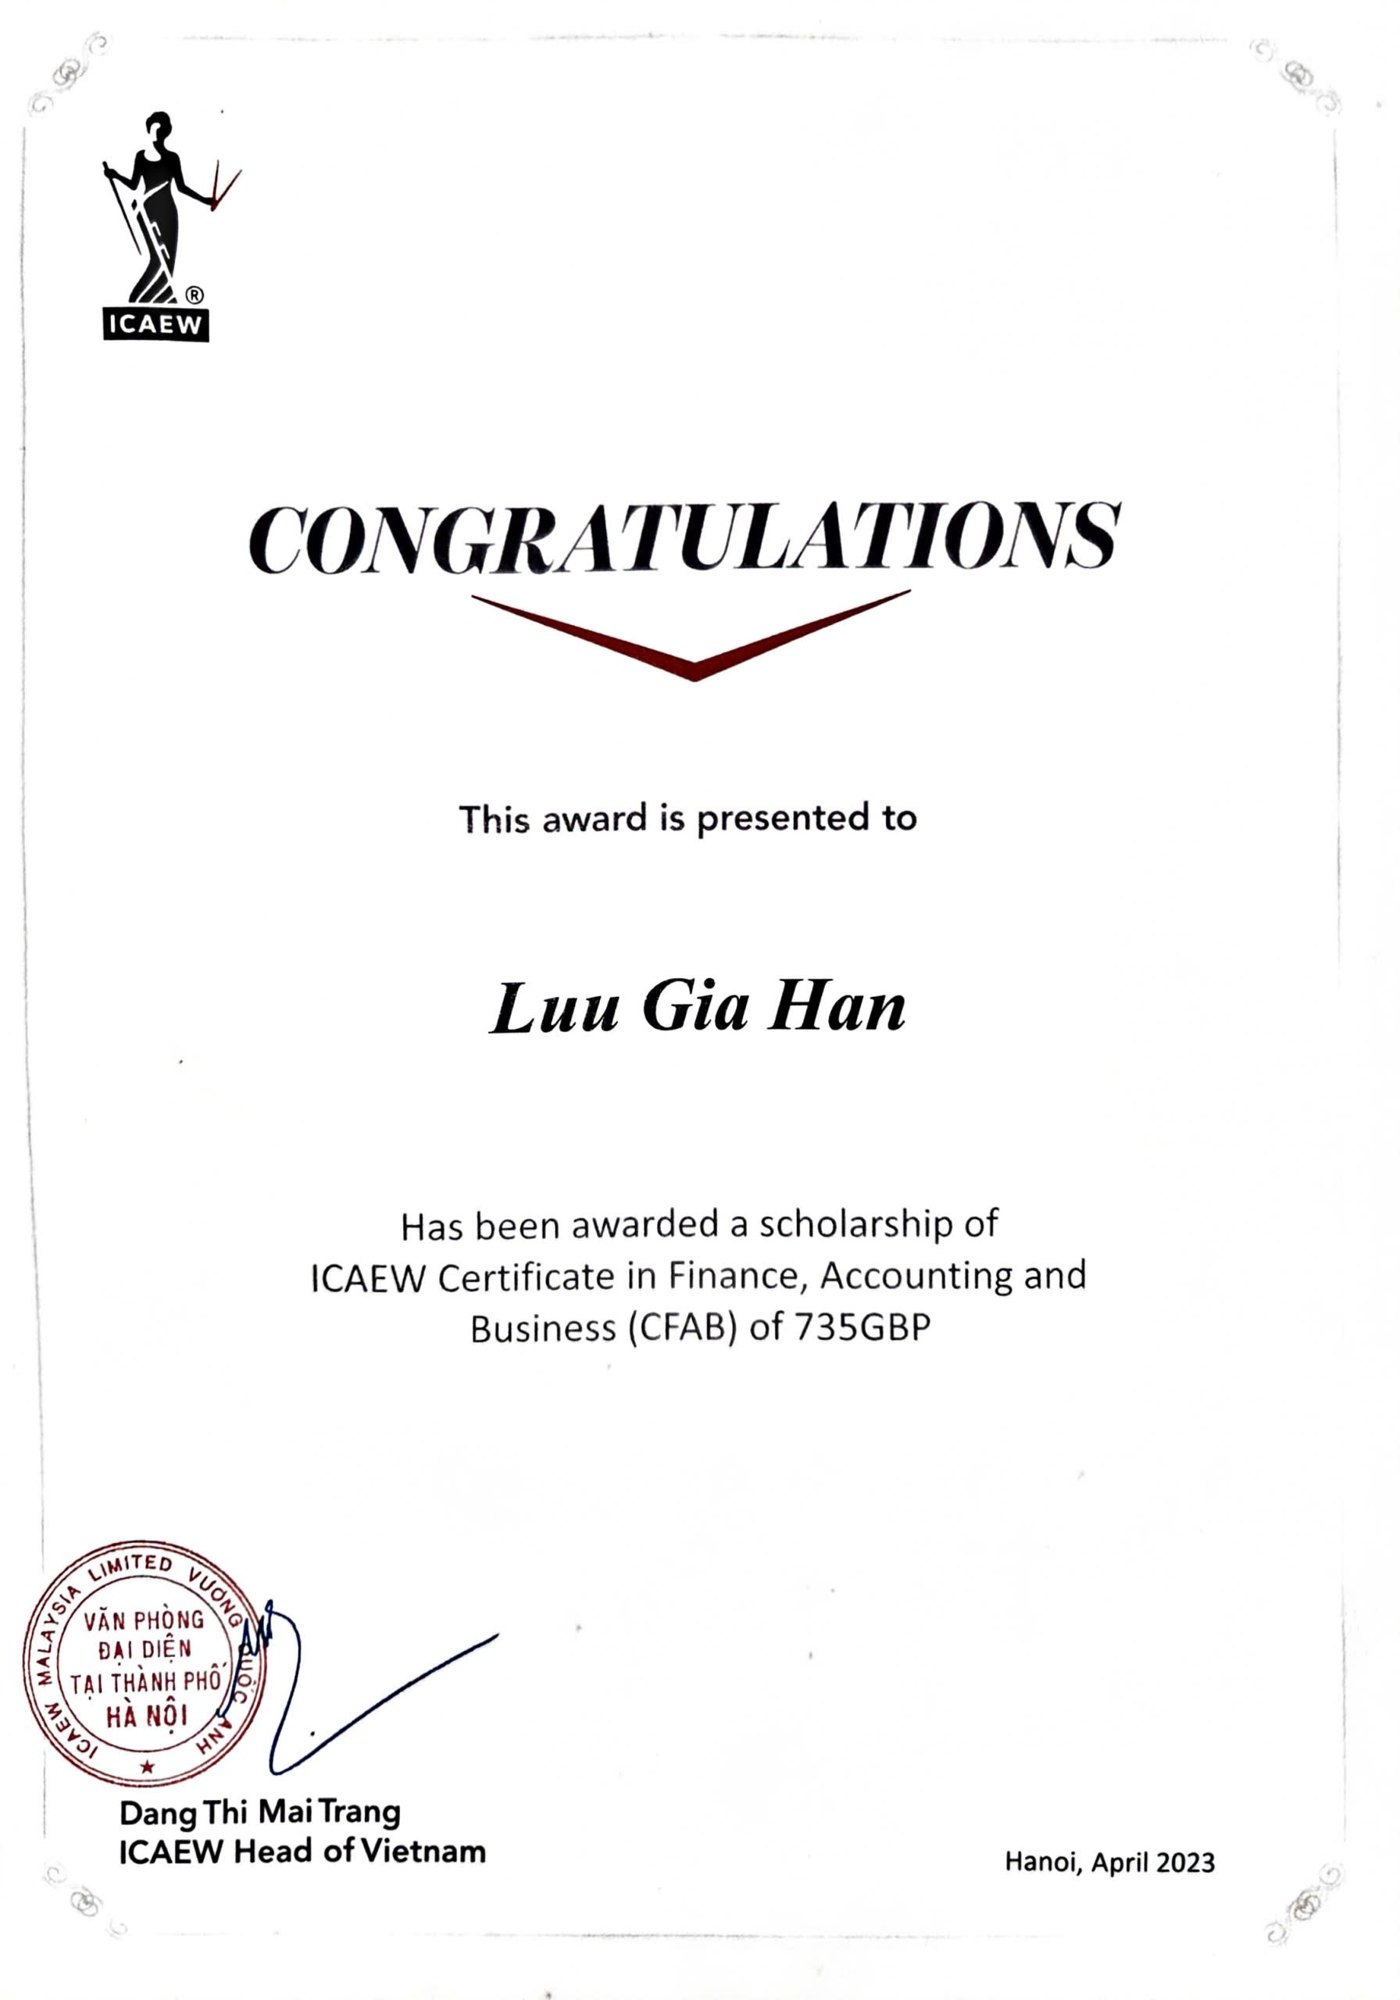 ICAEW
®
CONGRATULATIONS
This award is presented to
Luu Gia Han
Has been awarded a scholarship of
ICAEW Certificate in Finance, Accounting and
Business (CFAB) of 735GBP
ICAEW MALAYSIA LIMITED VƯƠNG QUỐC ANH
VĂN PHÒNG
ĐẠI DIỆN
TẠI THÀNH PHỐ
HÀ NỘI
Dang Thi Mai Trang
ICAEW Head of Vietnam
Hanoi, April 2023